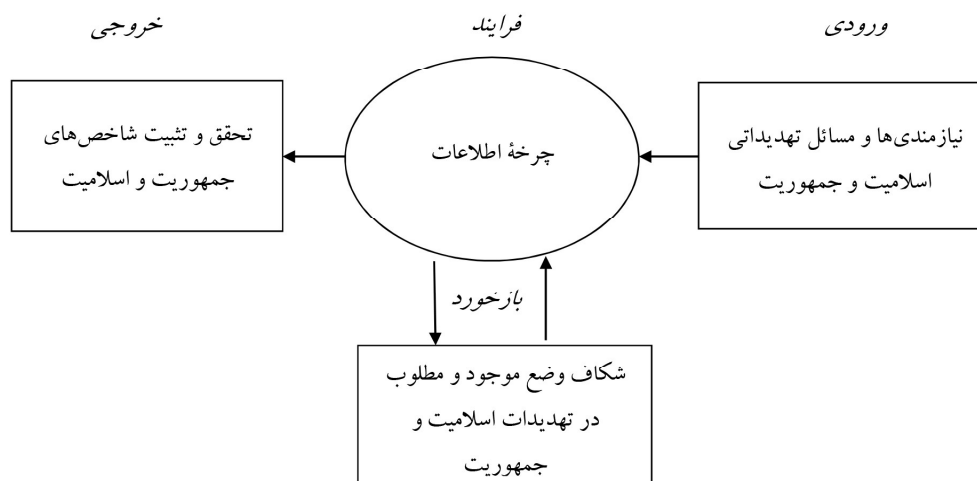 ورودی
فرایند
خروجی
نیازمندی‌ها و مسائل تهدیداتی
اسلامیت و جمهوریت
چرخهٔ اطلاعات
تحقق و تثبیت شاخص‌های
جمهوریت و اسلامیت
بازخورد
شکاف وضع موجود و مطلوب
در تهدیدات اسلامیت و
جمهوریت